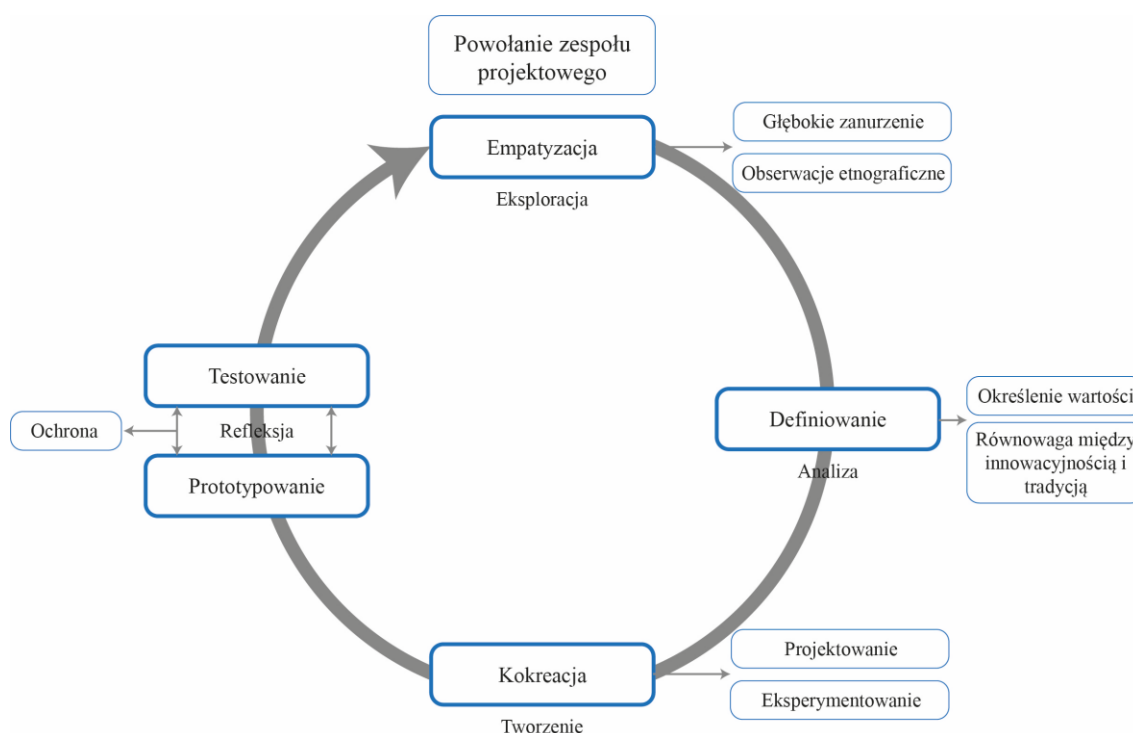 Powołanie zespołu
projektowego
Empatyzacja
Eksploracja
Głębokie zanurzenie
Obserwacje etnograficzne
Testowanie
Refleksja
Ochrona
Prototypowanie
Definiowanie
Analiza
Określenie wartości
Równowaga między
innowacyjnością i
tradycją
Kokreacja
Tworzenie
Projektowanie
Eksperymentowanie